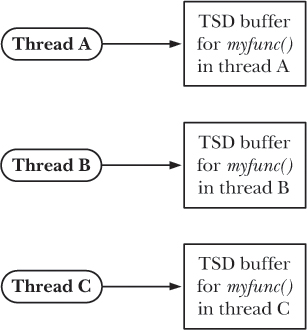 Thread A
TSD buffer
for myfunc()
in thread A
Thread B
TSD buffer
for myfunc()
in thread B
Thread C
TSD buffer
for myfunc()
in thread C